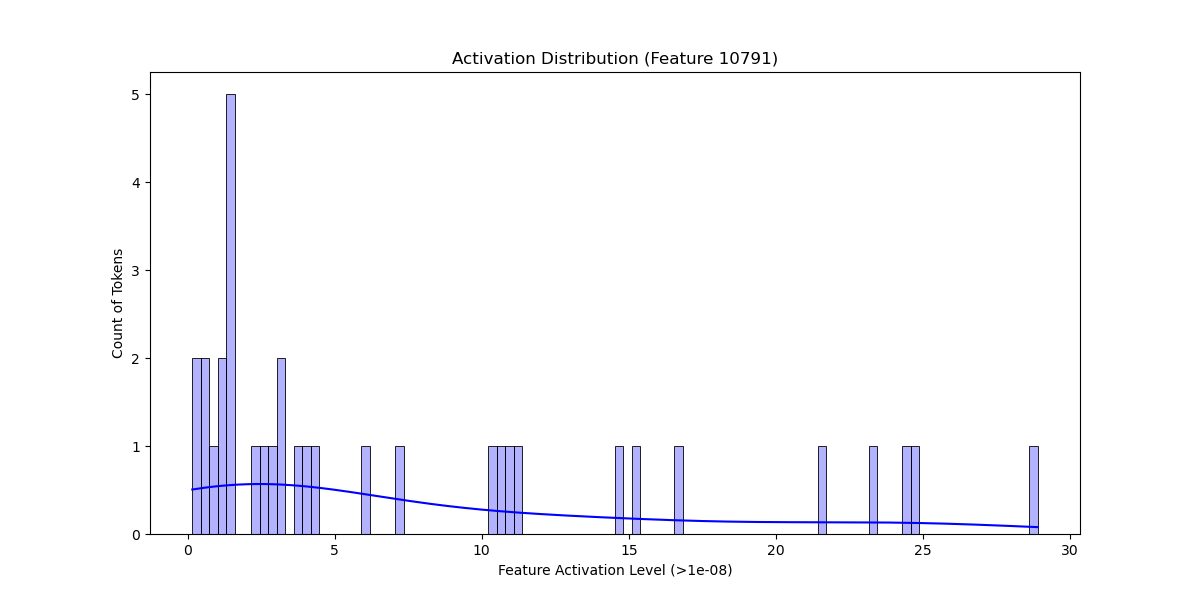 Activation Distribution (Feature 10791)
5
4
3
2
1
0
Count of Tokens
0 5 10 15 20 25 30
Feature Activation Level (>1e-08)